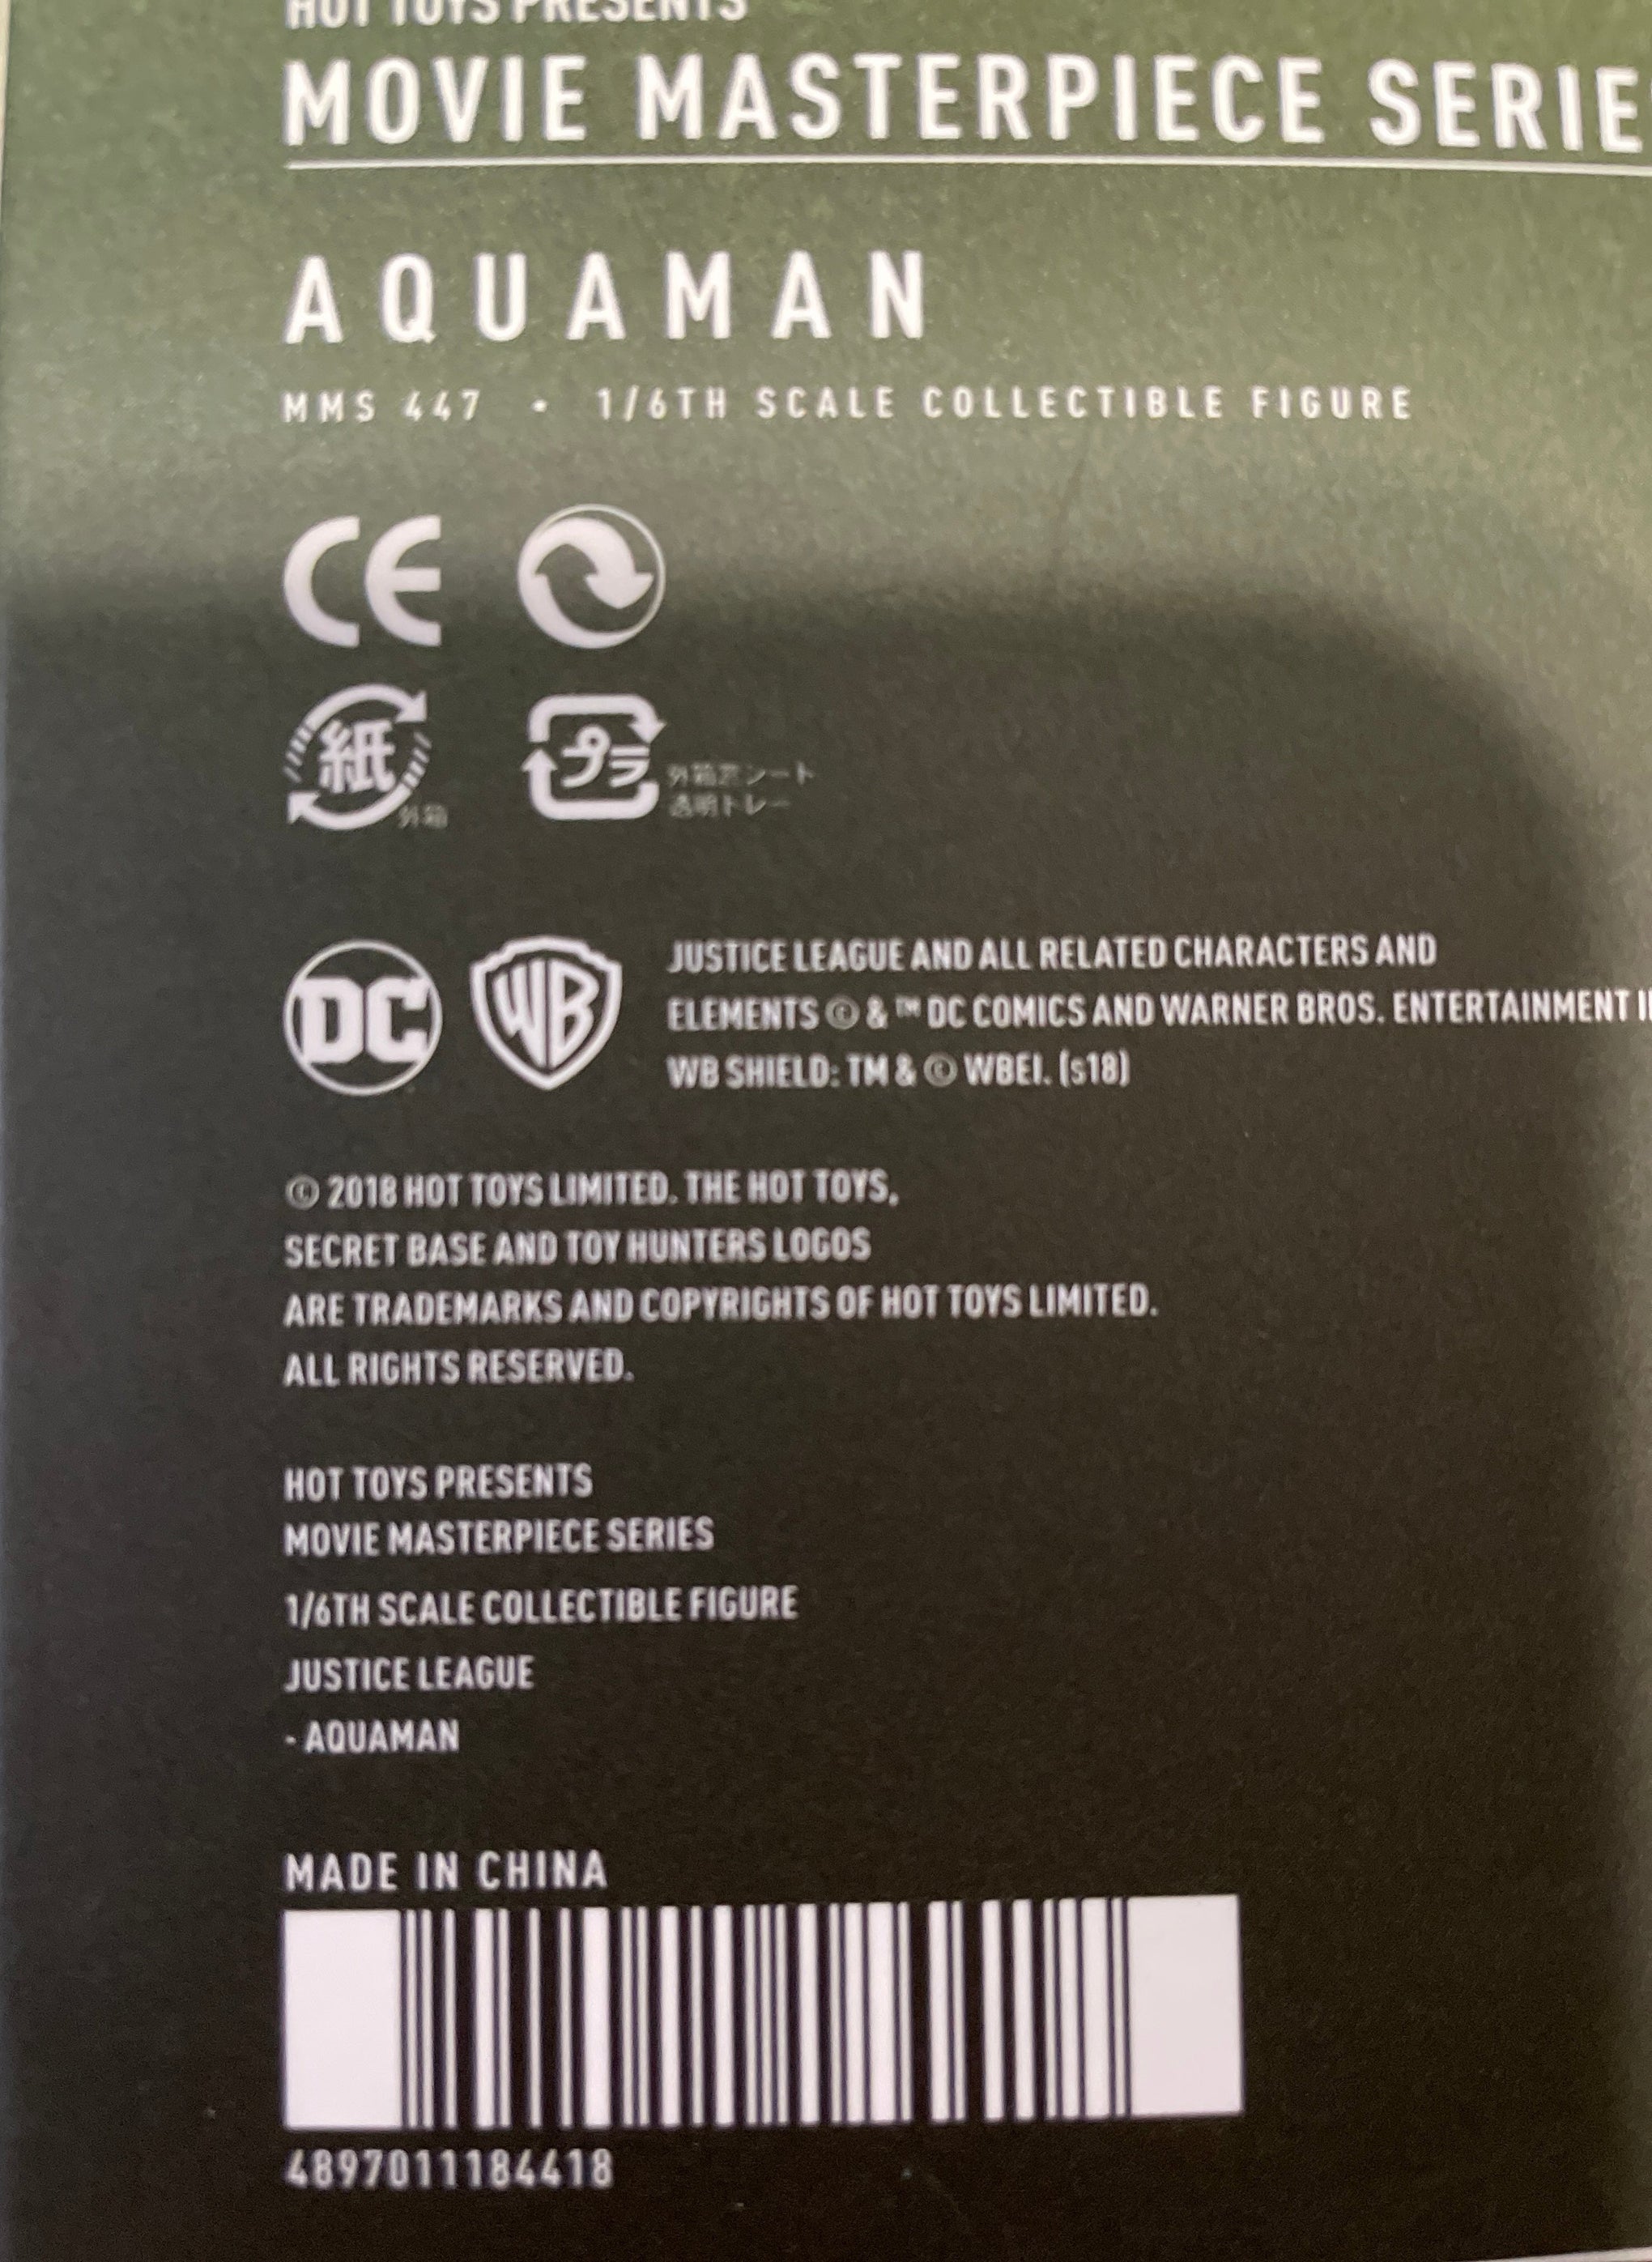 HOT TOYS PRESENTS
MOVIE MASTERPIECE SERIE
AQUAMAN
MMS 447 • 1/6TH SCALE COLLECTIBLE FIGURE
CE
紙
外箱
プラ
外箱窓シート
透明トレー
DC
WB
JUSTICE LEAGUE AND ALL RELATED CHARACTERS AND
ELEMENTS © & ™ DC COMICS AND WARNER BROS. ENTERTAINMENT
WB SHIELD: TM & © WBEI. (s18)
© 2018 HOT TOYS LIMITED. THE HOT TOYS,
SECRET BASE AND TOY HUNTERS LOGOS
ARE TRADEMARKS AND COPYRIGHTS OF HOT TOYS LIMITED.
ALL RIGHTS RESERVED.
HOT TOYS PRESENTS
MOVIE MASTERPIECE SERIES
1/6TH SCALE COLLECTIBLE FIGURE
JUSTICE LEAGUE
- AQUAMAN
MADE IN CHINA
4897011184418